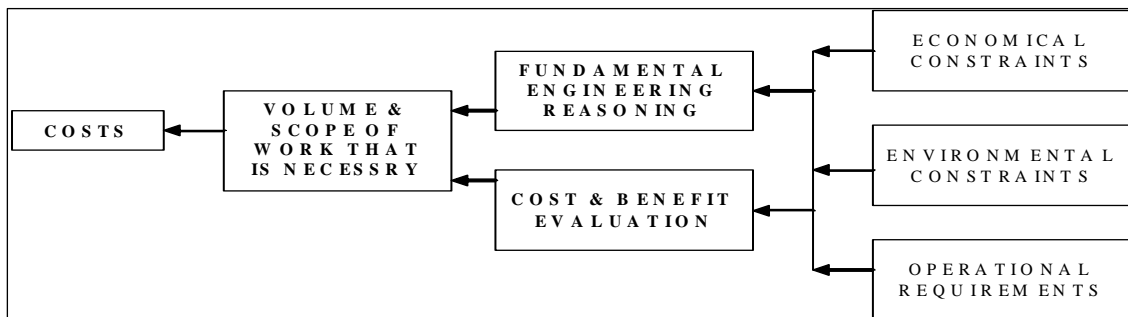 COSTS
VOLUME &
SCOPE OF
WORK THAT
IS NECESSRY
FUNDAMENTAL
ENGINEERING
REASONING
COST & BENEFIT
EVALUATION
ECONOMICAL
CONSTRAINTS
ENVIRONMENTAL
CONSTRAINTS
OPERATIONAL
REQUIREMENTS